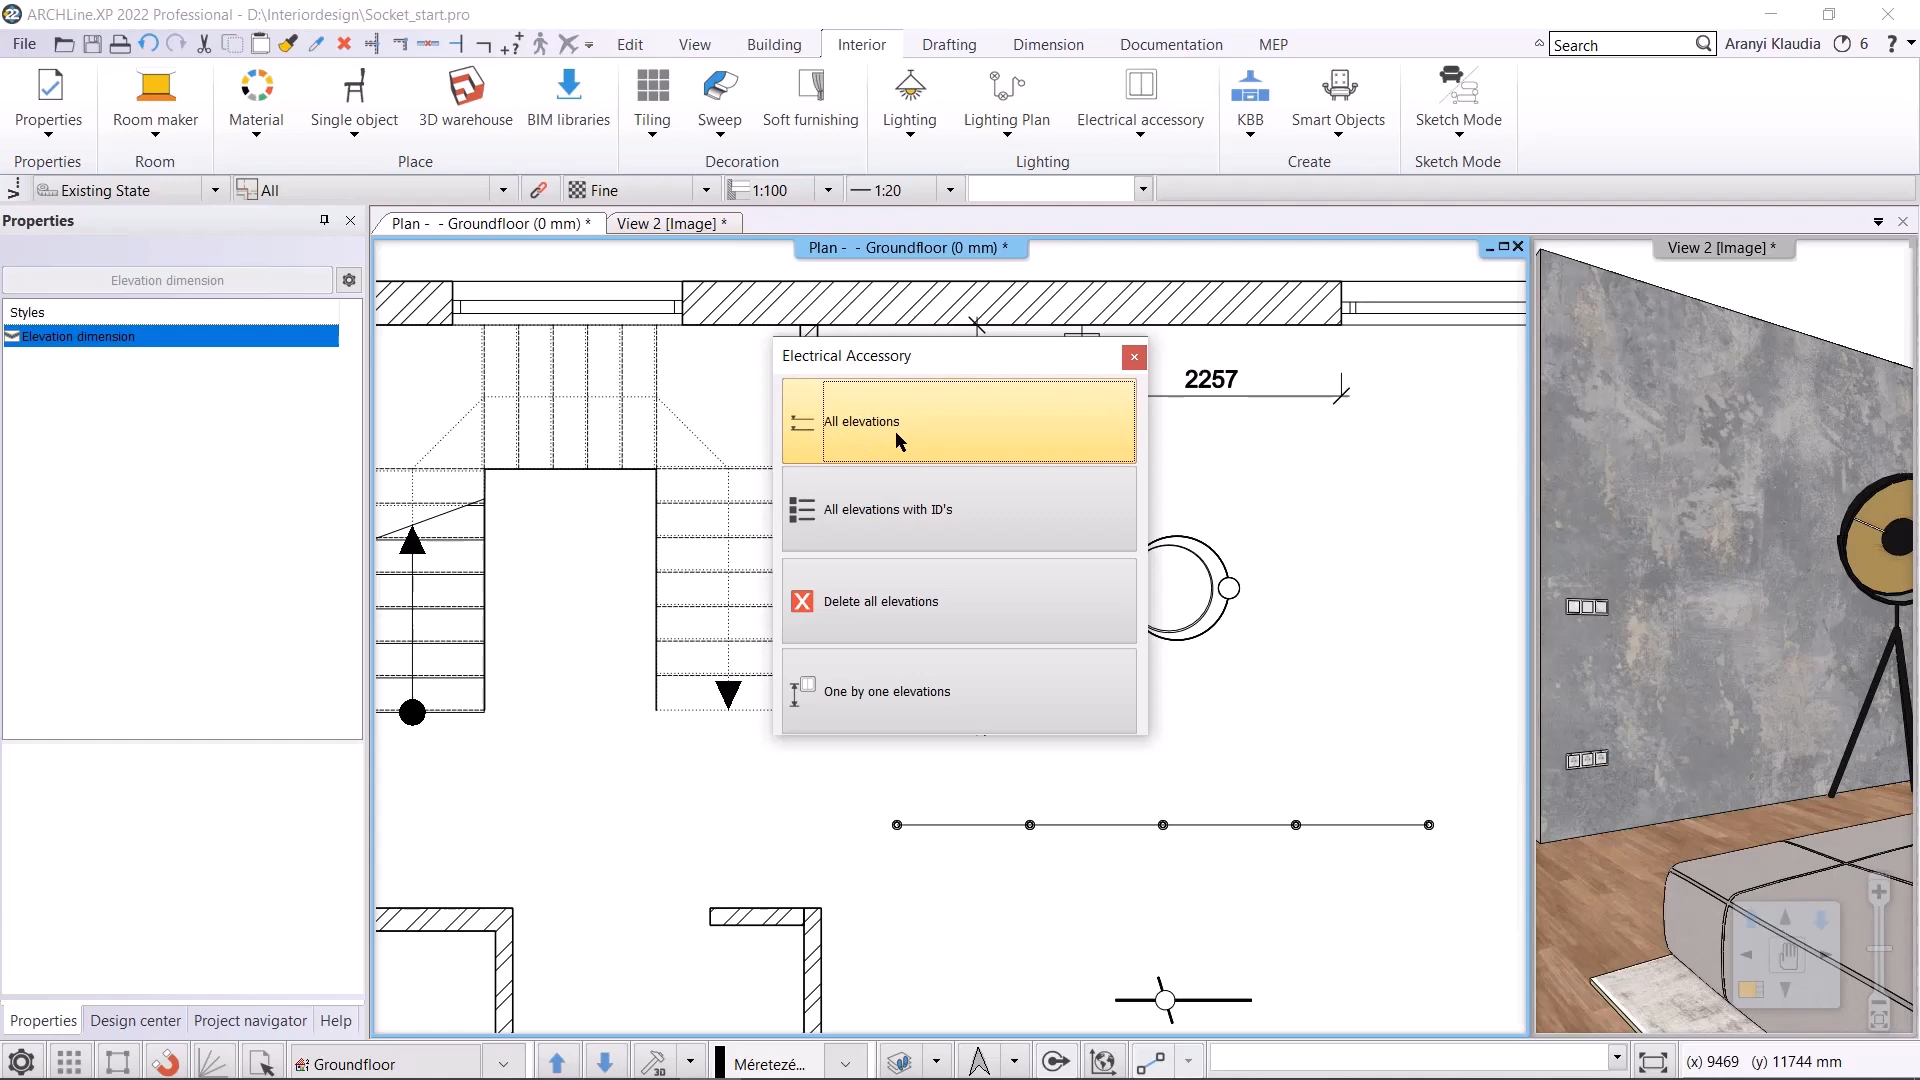 ARCHLine.XP 2022 Professional - D:\Interiordesign\Socket_start.pro
File Edit View Building Interior Drafting Dimension Documentation MEP Search Aranyi Klaudia 6 ?
Properties Room maker Material Single object 3D warehouse BIM libraries Tiling Sweep Soft furnishing Lighting Lighting Plan Electrical accessory KBB Smart Objects Sketch Mode
Properties Room Place Decoration Lighting Create Sketch Mode
Existing State All Fine 1:100 1:20
Properties
Plan - - Groundfloor (0 mm) * View 2 [Image] *
Plan - - Groundfloor (0 mm) * View 2 [Image] *
Elevation dimension
Styles
Elevation dimension
Electrical Accessory
2257
All elevations
All elevations with ID's
Delete all elevations
One by one elevations
Properties Design center Project navigator Help
Groundfloor 3D Méretezé... (x) 9469 (y) 11744 mm